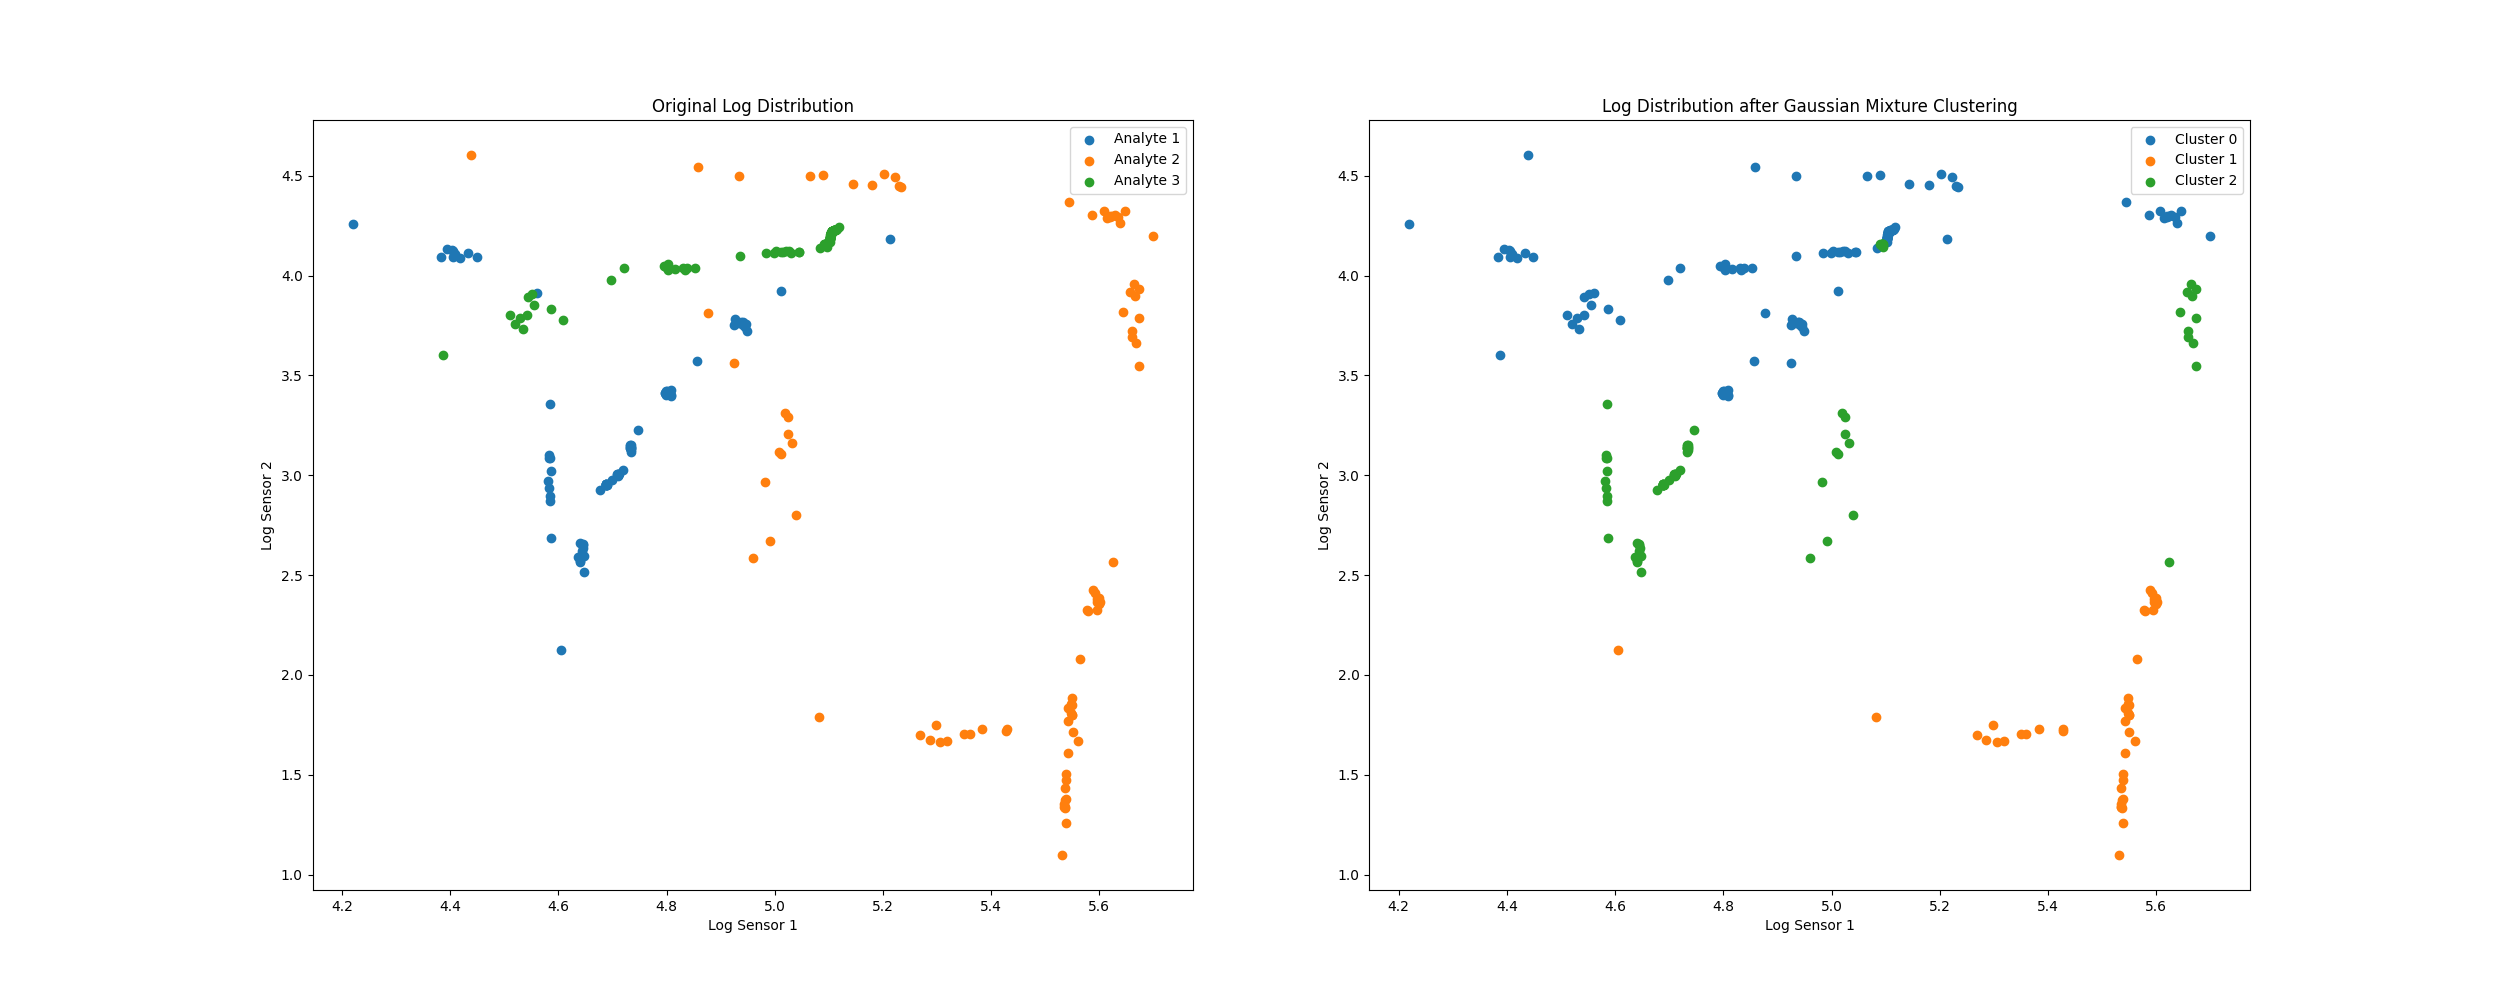 Original Log Distribution
Analyte 1
Analyte 2
Analyte 3
4.5
4.0
3.5
3.0
2.5
2.0
1.5
1.0
Log Sensor 2
4.2 4.4 4.6 4.8 5.0 5.2 5.4 5.6
Log Sensor 1
Log Distribution after Gaussian Mixture Clustering
Cluster 0
Cluster 1
Cluster 2
4.5
4.0
3.5
3.0
2.5
2.0
1.5
1.0
Log Sensor 2
4.2 4.4 4.6 4.8 5.0 5.2 5.4 5.6
Log Sensor 1